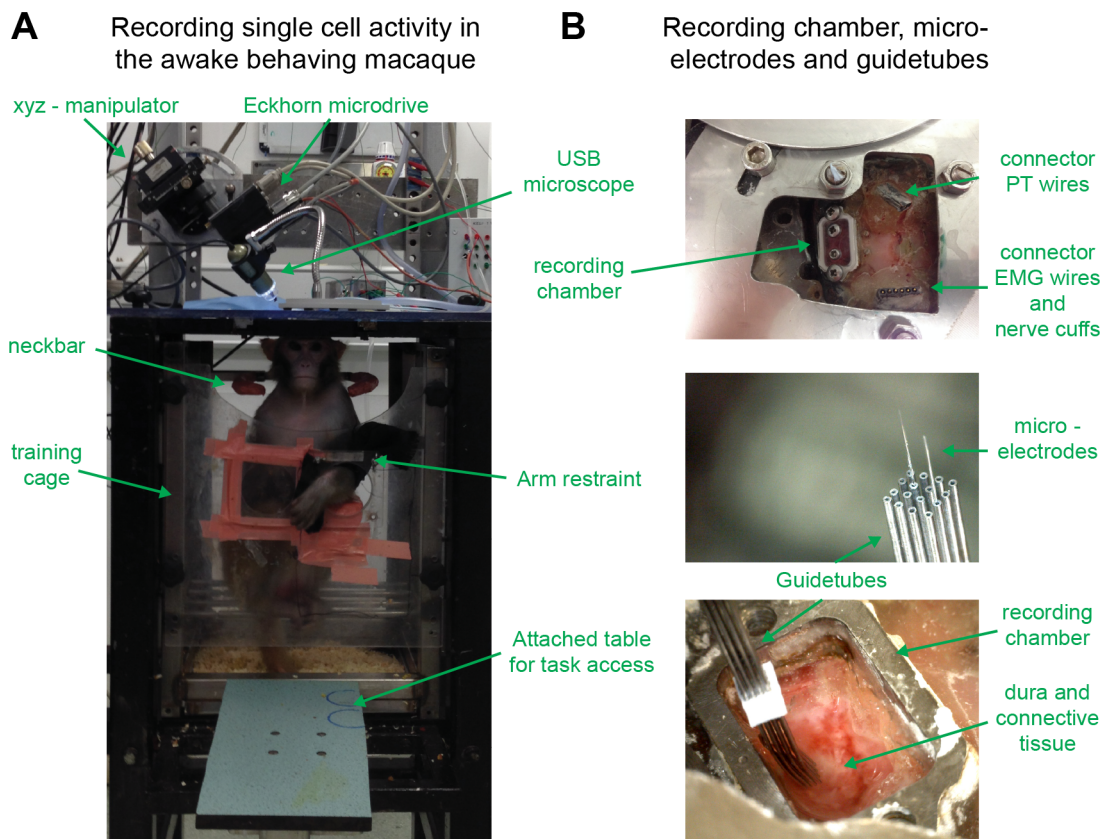 A
Recording single cell activity in
the awake behaving macaque
xyz - manipulator
Eckhorn microdrive
USB
microscope
neckbar
training
cage
Arm restraint
Attached table
for task access
B
Recording chamber, micro-
electrodes and guidetubes
connector
PT wires
recording
chamber
connector
EMG wires
and
nerve cuffs
micro -
electrodes
Guidetubes
recording
chamber
dura and
connective
tissue